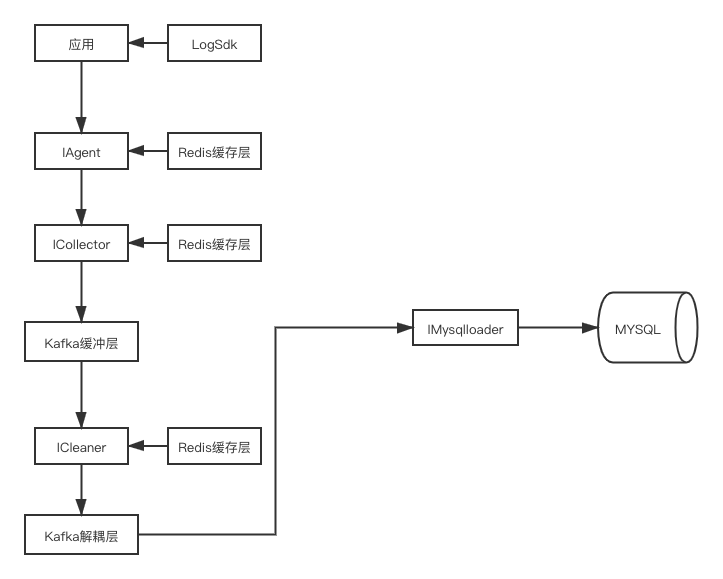 应用
LogSdk
IAgent
Redis缓存层
ICollector
Redis缓存层
Kafka缓冲层
IMysqlloader
MYSQL
ICleaner
Redis缓存层
Kafka解耦层